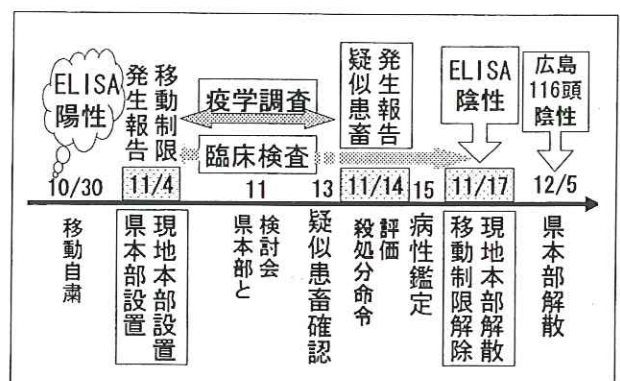 ELISA
陽性
発生報告
移動制限
疫学調査
臨床検査
疑似患畜
発生報告
ELISA
陰性
広島
116頭
陰性
10/30
11/4
11
13
11/14
15
11/17
12/5
移動自粛
県本部設置
現地本部設置
県本部と
検討会
疑似患畜確認
殺処分命令
評価
病性鑑定
移動制限解除
現地本部解散
県本部解散